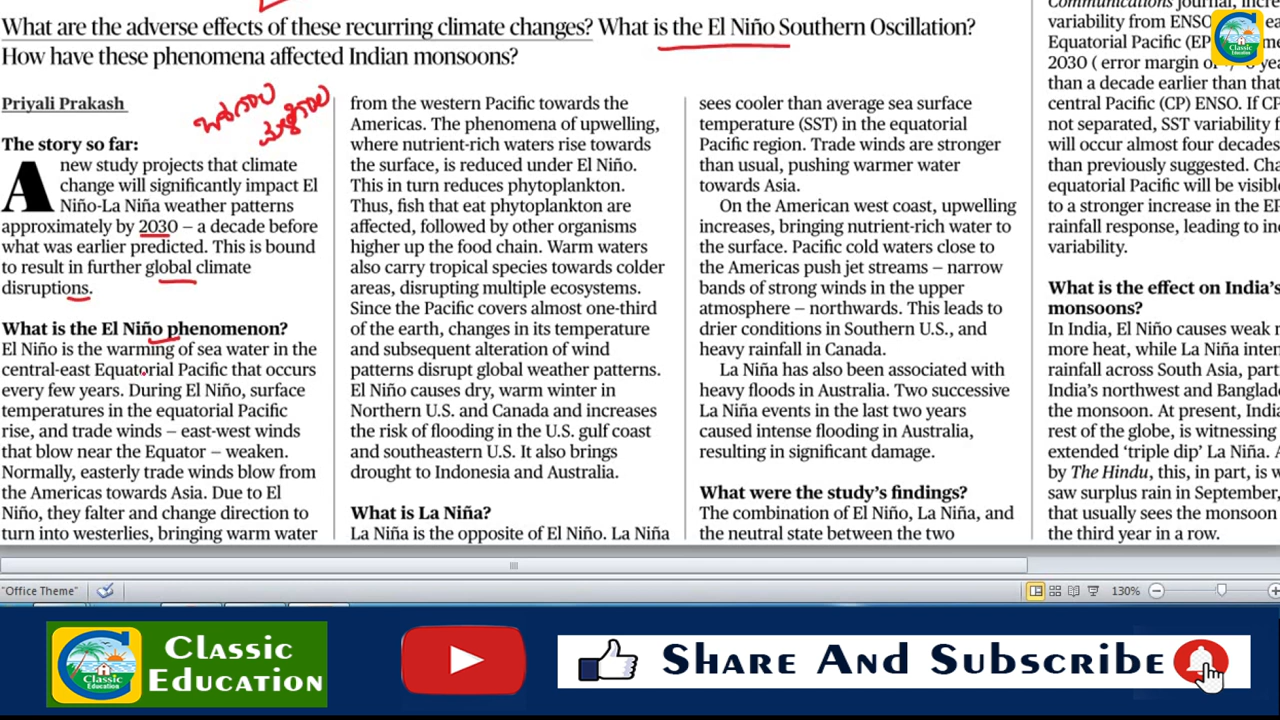 What are the adverse effects of these recurring climate changes? What is the El Niño Southern Oscillation?
How have these phenomena affected Indian monsoons?
Priyali Prakash
The story so far:
A new study projects that climate
change will significantly impact El
Niño-La Niña weather patterns
approximately by 2030 – a decade before
what was earlier predicted. This is bound
to result in further global climate
disruptions.
What is the El Niño phenomenon?
El Niño is the warming of sea water in the
central-east Equatorial Pacific that occurs
every few years. During El Niño, surface
temperatures in the equatorial Pacific
rise, and trade winds – east-west winds
that blow near the Equator – weaken.
Normally, easterly trade winds blow from
the Americas towards Asia. Due to El
Niño, they falter and change direction to
turn into westerlies, bringing warm water
from the western Pacific towards the
Americas. The phenomena of upwelling,
where nutrient-rich waters rise towards
the surface, is reduced under El Niño.
This in turn reduces phytoplankton.
Thus, fish that eat phytoplankton are
affected, followed by other organisms
higher up the food chain. Warm waters
also carry tropical species towards colder
areas, disrupting multiple ecosystems.
Since the Pacific covers almost one-third
of the earth, changes in its temperature
and subsequent alteration of wind
patterns disrupt global weather patterns.
El Niño causes dry, warm winter in
Northern U.S. and Canada and increases
the risk of flooding in the U.S. gulf coast
and southeastern U.S. It also brings
drought to Indonesia and Australia.
What is La Niña?
La Niña is the opposite of El Niño. La Niña
sees cooler than average sea surface
temperature (SST) in the equatorial
Pacific region. Trade winds are stronger
than usual, pushing warmer water
towards Asia.
On the American west coast, upwelling
increases, bringing nutrient-rich water to
the surface. Pacific cold waters close to
the Americas push jet streams – narrow
bands of strong winds in the upper
atmosphere – northwards. This leads to
drier conditions in Southern U.S., and
heavy rainfall in Canada.
La Niña has also been associated with
heavy floods in Australia. Two successive
La Niña events in the last two years
caused intense flooding in Australia,
resulting in significant damage.
What were the study's findings?
The combination of El Niño, La Niña, and
the neutral state between the two
Communications journal, incre
variability from ENSO
Equatorial Pacific (EP
2030 ( error margin of
than a decade earlier than that
central Pacific (CP) ENSO. If CP
not separated, SST variability f
will occur almost four decades
than previously suggested. Cha
equatorial Pacific will be visible
to a stronger increase in the EP
rainfall response, leading to inc
variability.
What is the effect on India's
monsoons?
In India, El Niño causes weak
more heat, while La Niña inten
rainfall across South Asia, part
India's northwest and Banglade
the monsoon. At present, India
rest of the globe, is witnessing
extended 'triple dip' La Niña. A
by The Hindu, this, in part, is w
saw surplus rain in September,
that usually sees the monsoon
the third year in a row.
Classic
Education
"Office Theme"
130%
Classic
Education
Classic
Education
Share And Subscribe